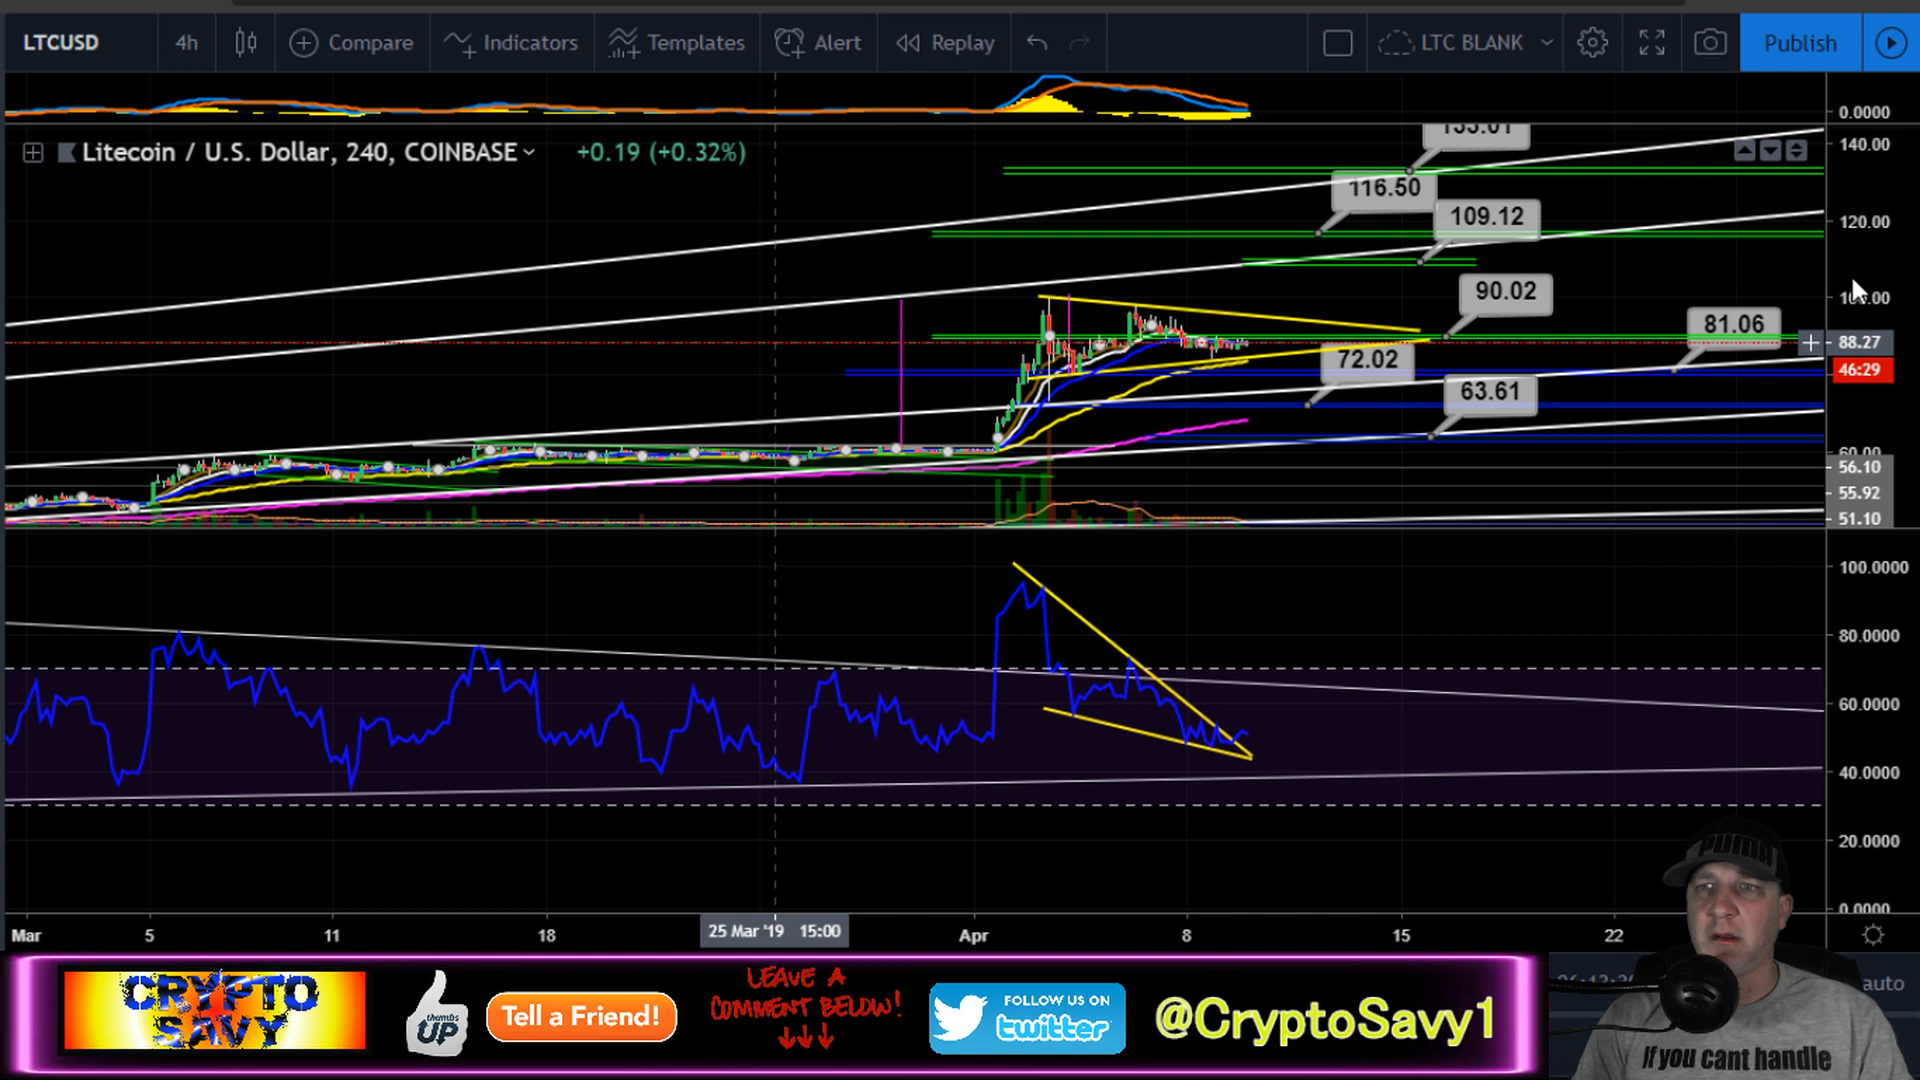 LTCUSD
4h
Compare
Indicators
Templates
Alert
Replay
LTC BLANK
Publish
0.0000
Litecoin / U.S. Dollar, 240, COINBASE
+0.19 (+0.32%)
140.00
116.50
109.12
120.00
90.02
81.06
88.27
72.02
46:29
63.61
60.00
56.10
55.92
51.10
100.0000
80.0000
60.0000
40.0000
20.0000
0.0000
Mar
5
11
18
25 Mar '19 15:00
Apr
8
15
22
auto
PUMA
CRYPTO
SAVY
thumbs
UP
Tell a Friend!
LEAVE A
COMMENT BELOW!
FOLLOW US ON
twitter
@CryptoSavy1
If you cant handle